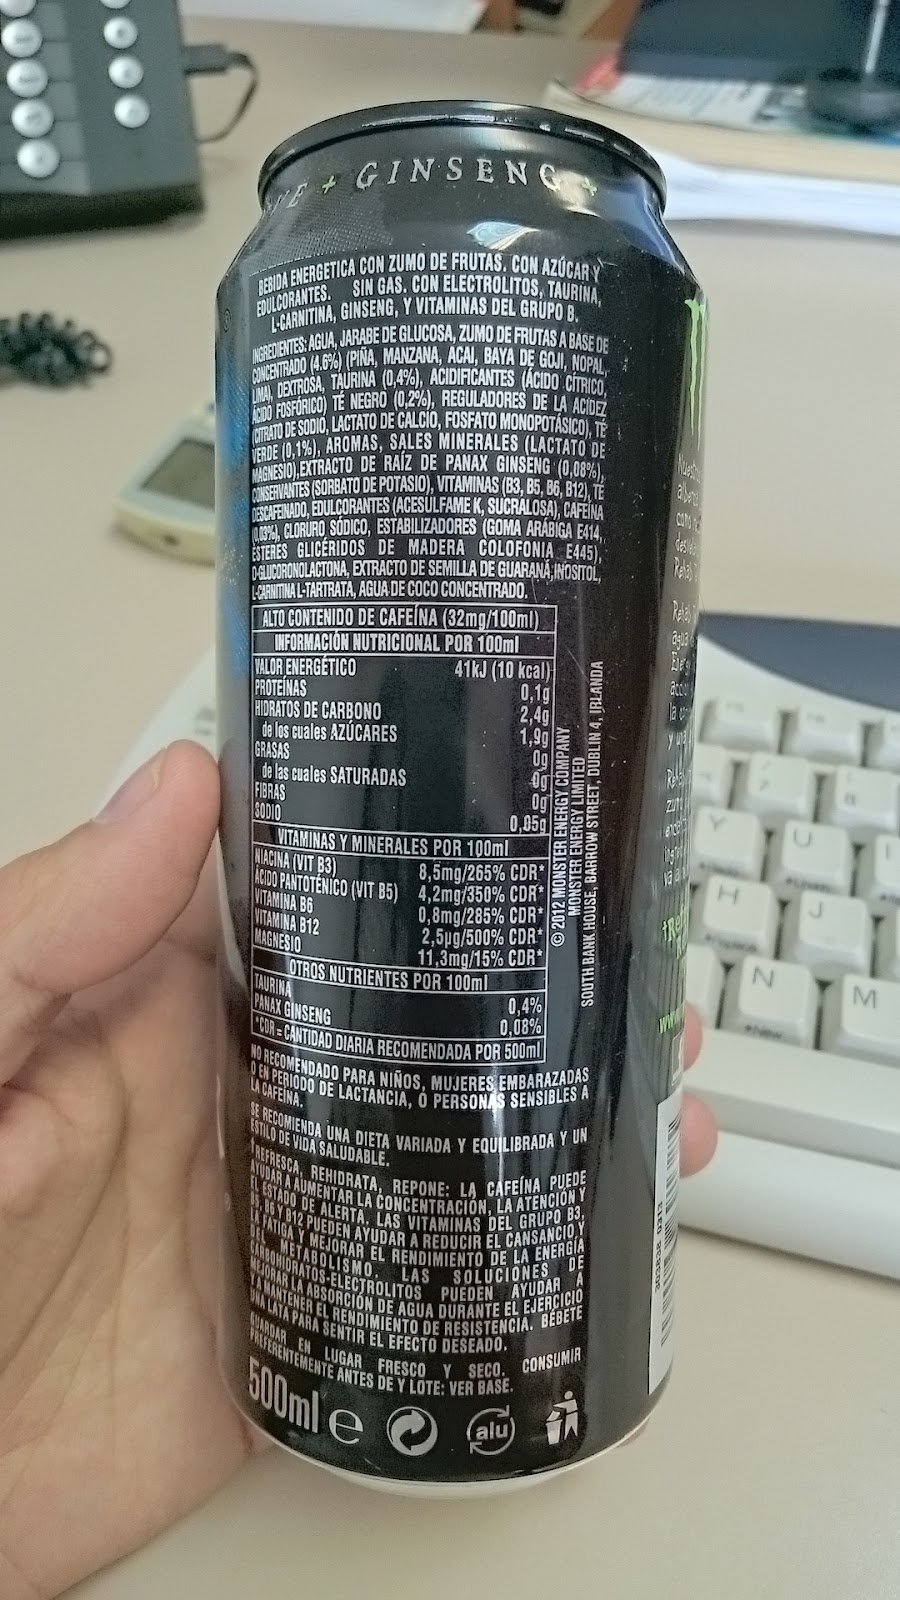 + GINSENG +
BEBIDA ENERGETICA CON ZUMO DE FRUTAS. CON AZÚCAR Y
EDULCORANTES. SIN GAS. CON ELECTROLITOS, TAURINA,
L-CARNITINA, GINSENG, Y VITAMINAS DEL GRUPO B.
INGREDIENTES: AGUA, JARABE DE GLUCOSA, ZUMO DE FRUTAS A BASE DE
CONCENTRADO (4.6%) (PIÑA, MANZANA, ACAI, BAYA DE GOJI, NOPAL,
LIMA), DEXTROSA, TAURINA (0,4%), ACIDIFICANTES (ÁCIDO CÍTRICO,
ÁCIDO FOSFÓRICO) TÉ NEGRO (0,2%), REGULADORES DE LA ACIDEZ
(CITRATO DE SODIO, LACTATO DE CALCIO, FOSFATO MONOPOTÁSICO), TÉ
VERDE (0,1%), AROMAS, SALES MINERALES (LACTATO DE
MAGNESIO), EXTRACTO DE RAÍZ DE PANAX GINSENG (0,08%),
CONSERVANTES (SORBATO DE POTASIO), VITAMINAS (B3, B5, B6, B12), TÉ
DESCAFEINADO, EDULCORANTES (ACESULFAME K, SUCRALOSA), CAFEÍNA
(0,03%), CLORURO SÓDICO, ESTABILIZADORES (GOMA ARÁBIGA E414,
ÉSTERES GLICÉRIDOS DE MADERA COLOFONIA E445),
D-GLUCORONOLACTONA, EXTRACTO DE SEMILLA DE GUARANÁ, INOSITOL,
L-CARNITINA L-TARTRATA, AGUA DE COCO CONCENTRADO.
ALTO CONTENIDO DE CAFEÍNA (32mg/100ml)
INFORMACIÓN NUTRICIONAL POR 100ml
VALOR ENERGÉTICO 41kJ (10 kcal)
PROTEÍNAS 0,1g
HIDRATOS DE CARBONO 2,4g
de los cuales AZÚCARES 1,9g
GRASAS 0g
de las cuales SATURADAS 0g
FIBRAS 0g
SODIO 0,05g
VITAMINAS Y MINERALES POR 100ml
NIACINA (VIT B3) 8,5mg/265% CDR*
ÁCIDO PANTOTÉNICO (VIT B5) 4,2mg/350% CDR*
VITAMINA B6 0,8mg/285% CDR*
VITAMINA B12 2,5µg/500% CDR*
MAGNESIO 11,3mg/15% CDR*
OTROS NUTRIENTES POR 100ml
TAURINA 0,4%
PANAX GINSENG 0,08%
*CDR = CANTIDAD DIARIA RECOMENDADA POR 500ml
© 2012 MONSTER ENERGY COMPANY
MONSTER ENERGY LIMITED
SOUTH BANK HOUSE, BARROW STREET, DUBLIN 4, IRLANDA
NO RECOMENDADO PARA NIÑOS, MUJERES EMBARAZADAS
O EN PERIODO DE LACTANCIA, O PERSONAS SENSIBLES A
LA CAFEÍNA.
SE RECOMIENDA UNA DIETA VARIADA Y EQUILIBRADA Y UN
ESTILO DE VIDA SALUDABLE.
REFRESCA, REHIDRATA, REPONE: LA CAFEÍNA PUEDE
AYUDAR A AUMENTAR LA CONCENTRACIÓN, LA ATENCIÓN Y
EL ESTADO DE ALERTA, LAS VITAMINAS DEL GRUPO B3,
B5, B6 Y B12 PUEDEN AYUDAR A REDUCIR EL CANSANCIO Y
LA FATIGA Y MEJORAR EL RENDIMIENTO DE LA ENERGÍA
DEL METABOLISMO. LAS SOLUCIONES DE
CARBOHIDRATOS-ELECTROLITOS PUEDEN AYUDAR A
MEJORAR LA ABSORCIÓN DE AGUA DURANTE EL EJERCICIO
Y A MANTENER EL RENDIMIENTO DE RESISTENCIA. BÉBETE
UNA LATA PARA SENTIR EL EFECTO DESEADO.
GUARDAR EN LUGAR FRESCO Y SECO. CONSUMIR
PREFERENTEMENTE ANTES DE Y LOTE: VER BASE.
500ml e alu
Y U I
H J
N M